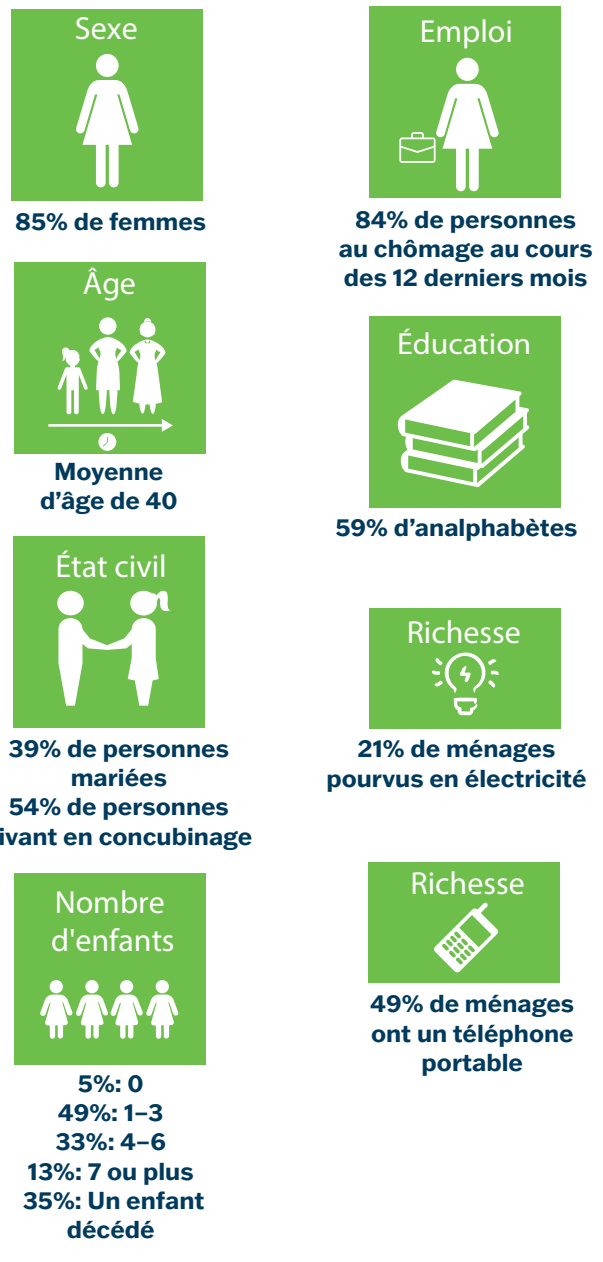 Sexe
85% de femmes
Âge
Moyenne
d’âge de 40
État civil
39% de personnes
mariées
54% de personnes
ivant en concubinage
Nombre
d'enfants
5%: 0
49%: 1–3
33%: 4–6
13%: 7 ou plus
35%: Un enfant
décédé
Emploi
84% de personnes
au chômage au cours
des 12 derniers mois
Éducation
59% d’analphabètes
Richesse
21% de ménages
pourvus en électricité
Richesse
49% de ménages
ont un téléphone
portable